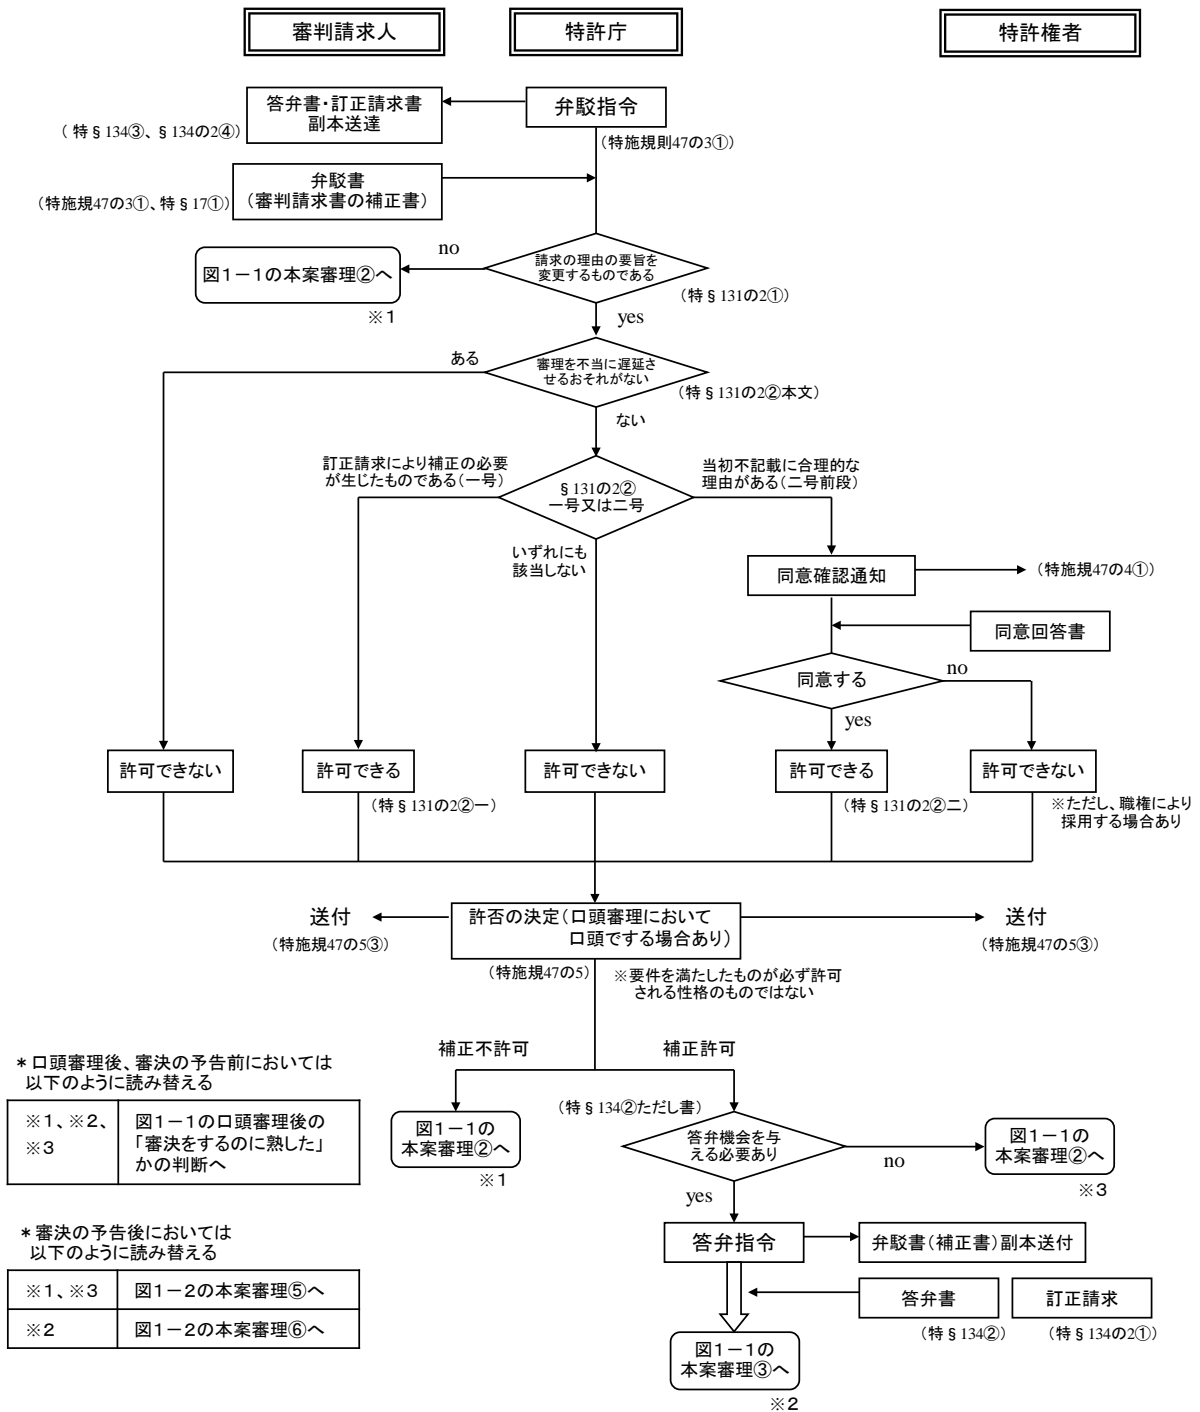 審判請求人
特許庁
特許権者
答弁書・訂正請求書
副本送達
弁駁指令
（ 特§134③、§134の2④）
（特施規則47の3①）
弁駁書
（審判請求書の補正書）
（特施規47の3①、特§17①）
no
請求の理由の要旨を
変更するものである
図1－1の本案審理②へ
（特§131の2①）
※1
yes
ある
審理を不当に遅延さ
せるおそれがない
（特§131の2②本文）
ない
訂正請求により補正の必要
が生じたものである（一号）
§131の2②
一号又は二号
当初不記載に合理的な
理由がある（二号前段）
いずれにも
該当しない
同意確認通知
（特施規47の4①）
同意回答書
同意する
no
yes
許可できない
許可できる
許可できない
許可できる
許可できない
（特§131の2②一）
（特§131の2②二）
※ただし、職権により
採用する場合あり
送付
（特施規47の5③）
許否の決定（口頭審理において
口頭でする場合あり）
送付
（特施規47の5③）
（特施規47の5）
※要件を満たしたものが必ず許可
される性格のものではない
補正不許可
補正許可
＊口頭審理後、審決の予告前においては
以下のように読み替える
※1、※2、
※3
図1－1の口頭審理後の
「審決をするのに熟した」
かの判断へ
図1－1の
本案審理②へ
※1
（特§134②ただし書）
答弁機会を与
える必要あり
no
図1－1の
本案審理②へ
※3
yes
＊審決の予告後においては
以下のように読み替える
※1、※3
図1－2の本案審理⑤へ
※2
図1－2の本案審理⑥へ
答弁指令
弁駁書（補正書）副本送付
答弁書
訂正請求
（特§134②）
（特§134の2①）
図1－1の
本案審理③へ
※2